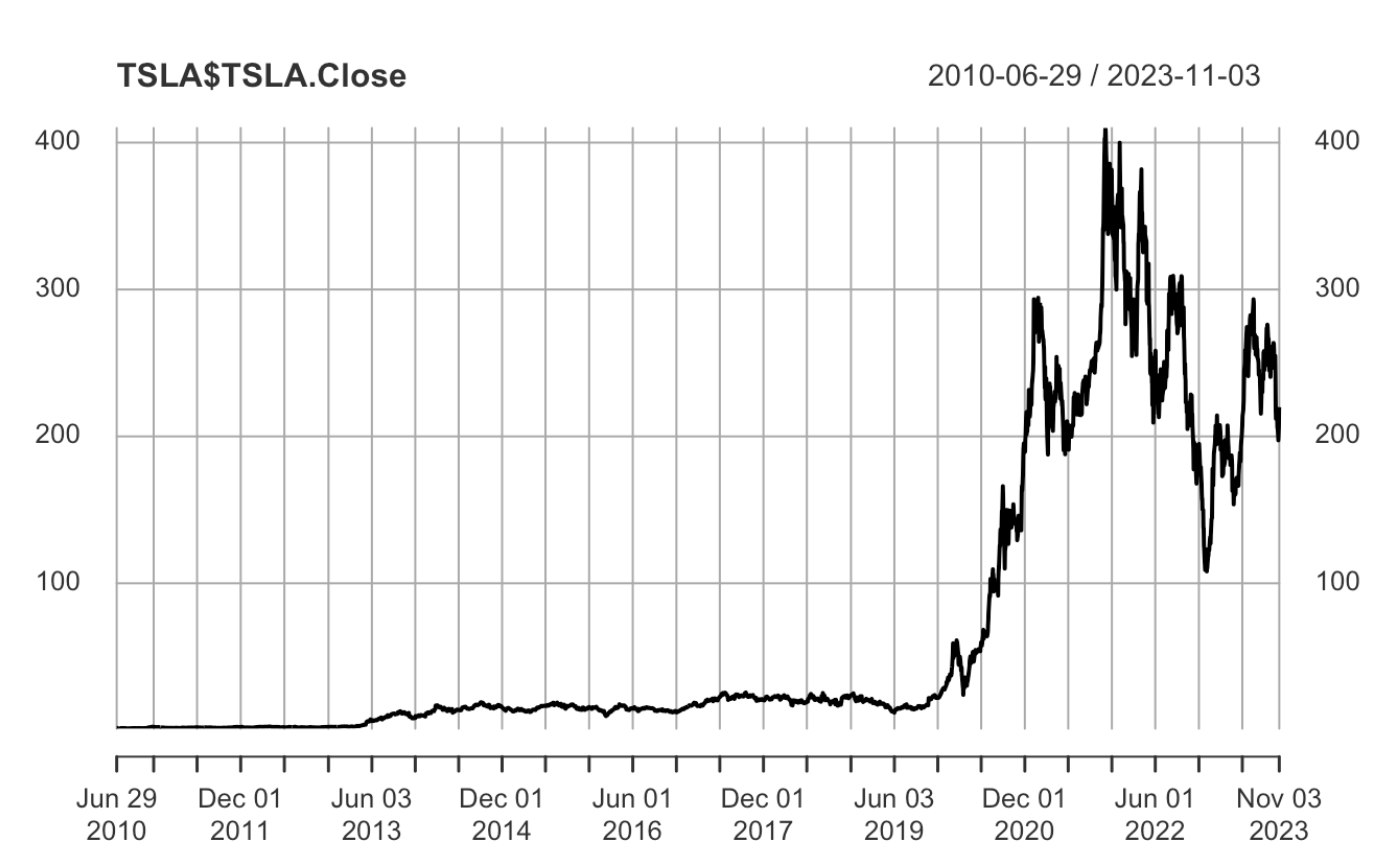 TSLA$TSLA.Close 2010-06-29 / 2023-11-03
400 400
300 300
200 200
100 100
Jun 29 Dec 01 Jun 03 Dec 01 Jun 01 Dec 01 Jun 03 Dec 01 Jun 01 Nov 03
2010 2011 2013 2014 2016 2017 2019 2020 2022 2023